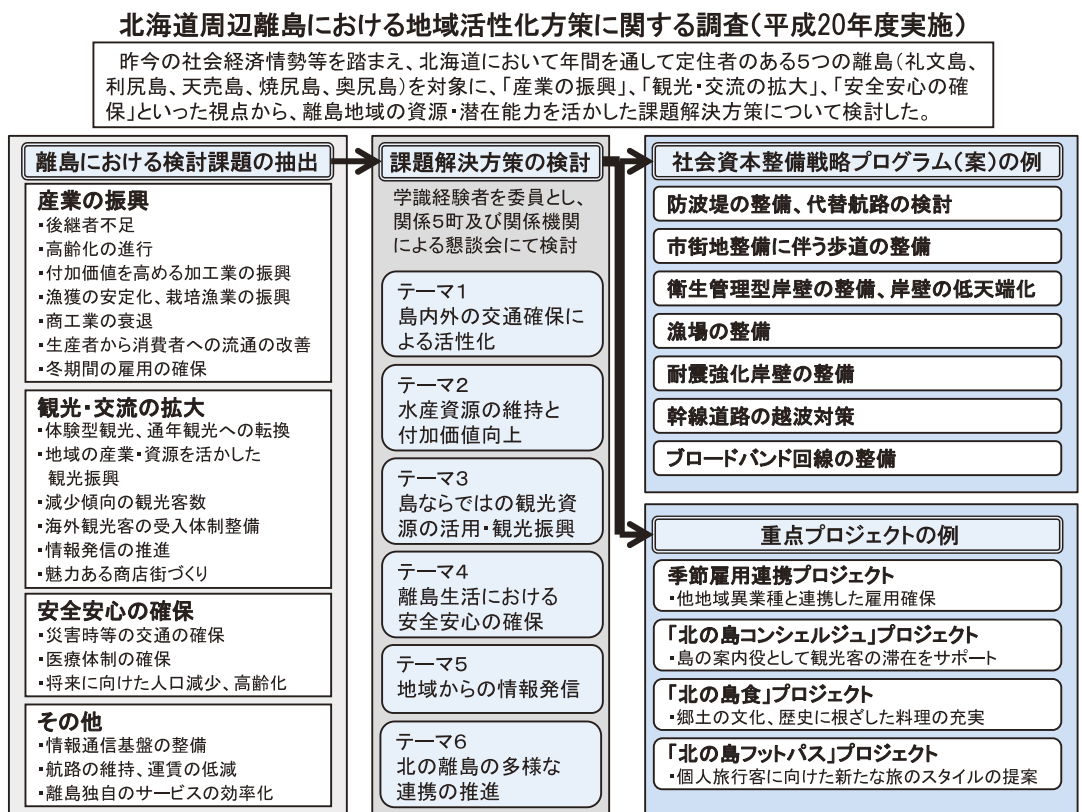 北海道周辺離島における地域活性化方策に関する調査(平成20年度実施)
昨今の社会経済情勢等を踏まえ、北海道において年間を通して定住者のある5つの離島(礼文島、
利尻島、天売島、焼尻島、奥尻島)を対象に、「産業の振興」、「観光・交流の拡大」、「安全安心の確
保」といった視点から、離島地域の資源・潜在能力を活かした課題解決方策について検討した。
離島における検討課題の抽出
産業の振興
・後継者不足
・高齢化の進行
・付加価値を高める加工業の振興
・漁獲の安定化、栽培漁業の振興
・商工業の衰退
・生産者から消費者への流通の改善
・冬期間の雇用の確保
観光・交流の拡大
・体験型観光、通年観光への転換
・地域の産業・資源を活かした
観光振興
・減少傾向の観光客数
・海外観光客の受入体制整備
・情報発信の推進
・魅力ある商店街づくり
安全安心の確保
・災害時等の交通の確保
・医療体制の確保
・将来に向けた人口減少、高齢化
その他
・情報通信基盤の整備
・航路の維持、運賃の低減
・離島独自のサービスの効率化
課題解決方策の検討
学識経験者を委員とし、
関係5町及び関係機関
による懇談会にて検討
テーマ1
島内外の交通確保に
よる活性化
テーマ2
水産資源の維持と
付加価値向上
テーマ3
島ならではの観光資
源の活用・観光振興
テーマ4
離島生活における
安全安心の確保
テーマ5
地域からの情報発信
テーマ6
北の離島の多様な
連携の推進
社会資本整備戦略プログラム(案)の例
防波堤の整備、代替航路の検討
市街地整備に伴う歩道の整備
衛生管理型岸壁の整備、岸壁の低天端化
漁場の整備
耐震強化岸壁の整備
幹線道路の越波対策
ブロードバンド回線の整備
重点プロジェクトの例
季節雇用連携プロジェクト
・他地域異業種と連携した雇用確保
「北の島コンシェルジュ」プロジェクト
・島の案内役として観光客の滞在をサポート
「北の島食」プロジェクト
・郷土の文化、歴史に根ざした料理の充実
「北の島フットパス」プロジェクト
・個人旅行客に向けた新たな旅のスタイルの提案